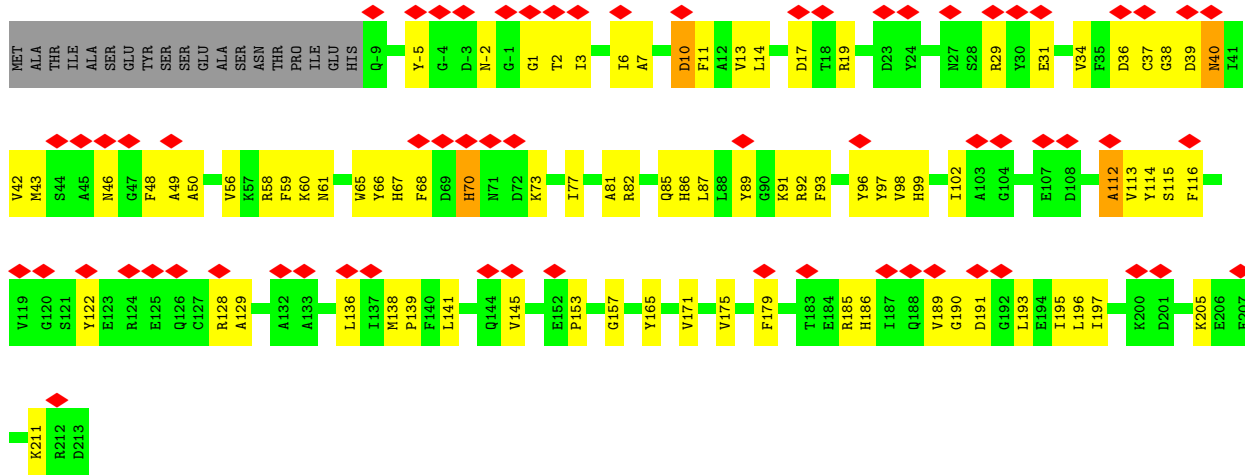 MET ALA THR ILE ALA SER GLU TYR SER SER GLU ALA SER ASN THR PRO ILE GLU HIS Q-9 Y-5 G-4 D-3 N-2 G-1 G1 T2 I3 I6 A7 D10 F11 A12 V13 L14 D17 T18 R19 D23 Y24 N27 S28 R29 Y30 E31 V34 F35 D36 C37 G38 D39 N40 I41
V42 M43 S44 A45 N46 G47 F48 A49 A50 V56 K57 R58 F59 K60 N61 W65 Y66 H67 F68 D69 H70 N71 D72 K73 I77 A81 R82 Q85 H86 L87 L88 Y89 G90 K91 R92 F93 Y96 Y97 V98 H99 I102 A103 G104 E107 D108 A112 V113 Y114 S115 F116
V119 G120 S121 Y122 E123 R124 E125 Q126 C127 R128 A129 A132 A133 L136 I137 M138 P139 F140 L141 Q144 V145 E152 P153 G157 Y165 V171 V175 F179 T183 E184 R185 H186 I187 Q188 V189 G190 D191 G192 L193 E194 I195 L196 I197 K200 D201 K205 E206 E207
K211 R212 D213